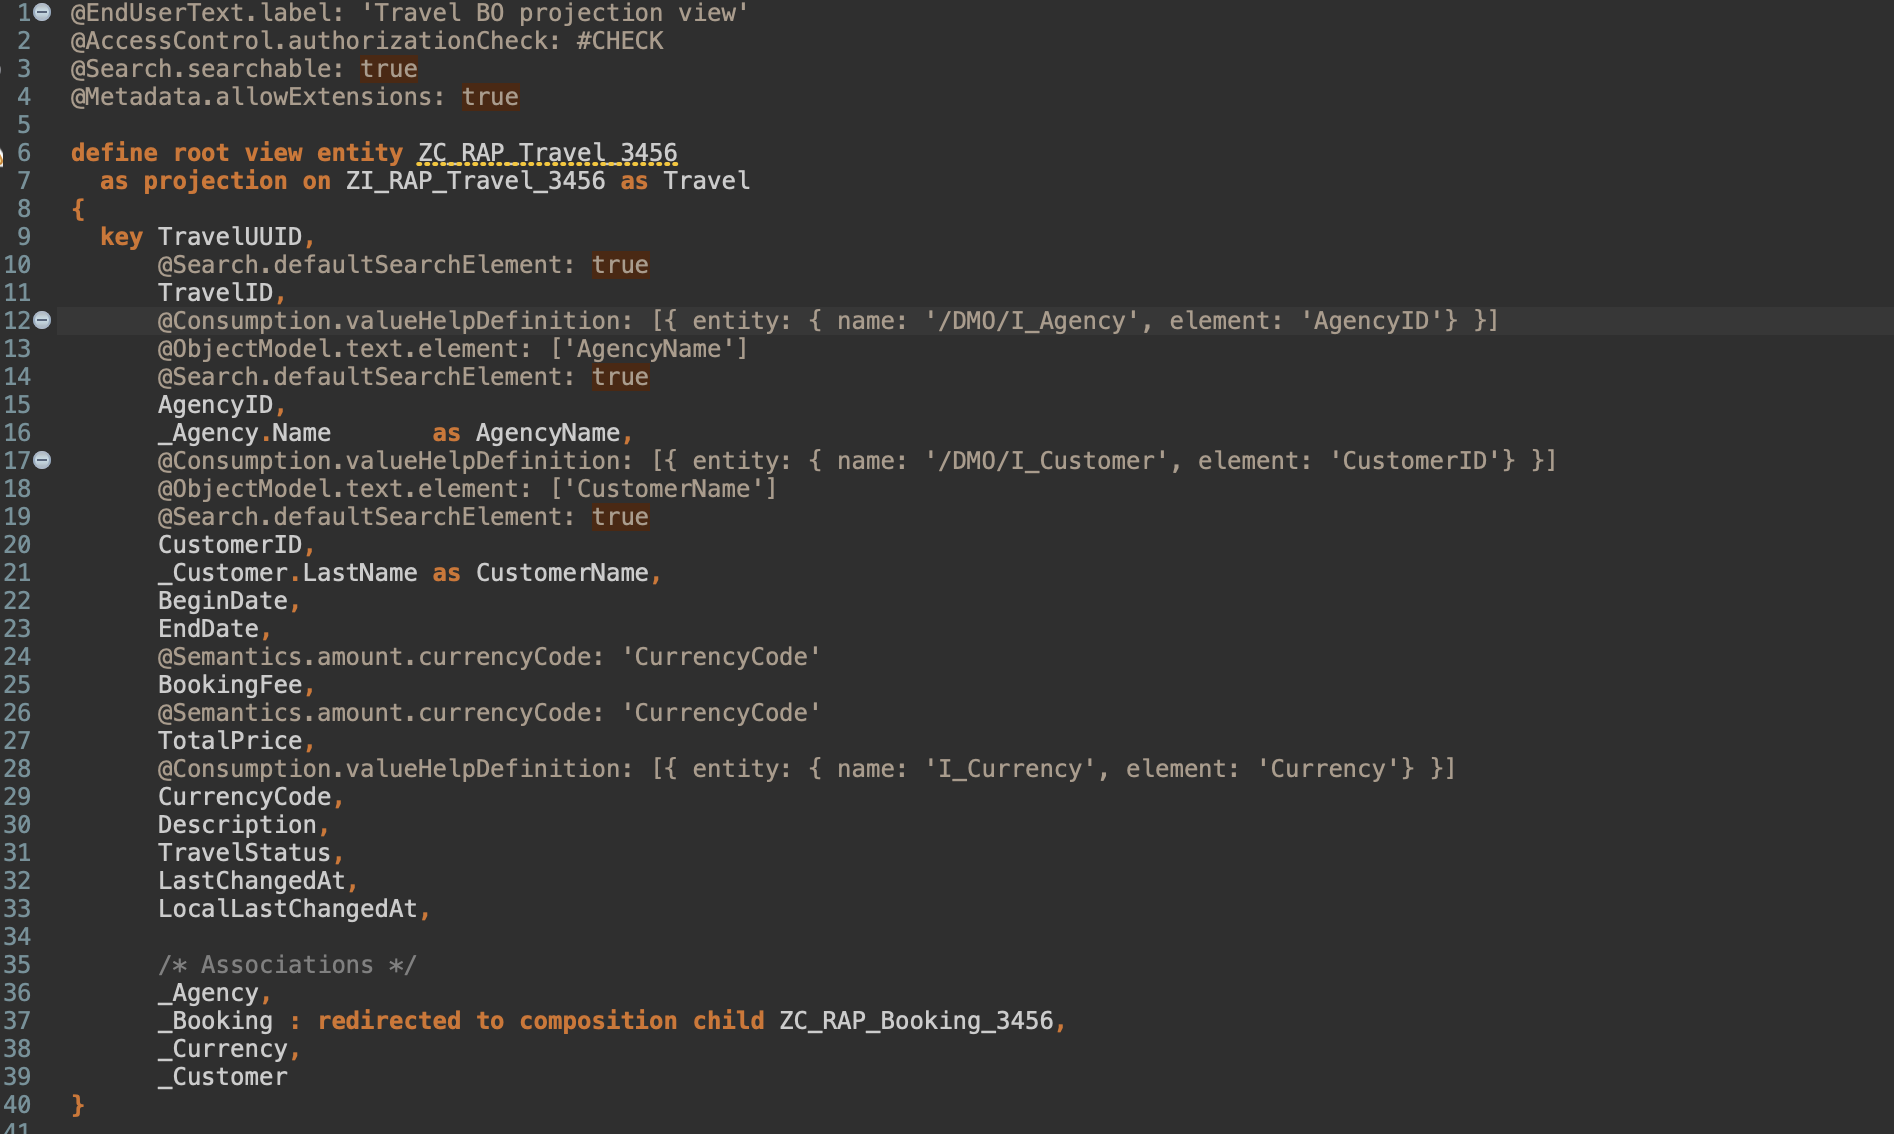 1 @EndUserText.label: 'Travel BO projection view'
2 @AccessControl.authorizationCheck: #CHECK
3 @Search.searchable: true
4 @Metadata.allowExtensions: true
5
6 define root view entity ZC_RAP_Travel_3456
7   as projection on ZI_RAP_Travel_3456 as Travel
8 {
9   key TravelUUID,
10       @Search.defaultSearchElement: true
11       TravelID,
12       @Consumption.valueHelpDefinition: [{ entity: { name: '/DMO/I_Agency', element: 'AgencyID'} }]
13       @ObjectModel.text.element: ['AgencyName']
14       @Search.defaultSearchElement: true
15       AgencyID,
16       _Agency.Name       as AgencyName,
17       @Consumption.valueHelpDefinition: [{ entity: { name: '/DMO/I_Customer', element: 'CustomerID'} }]
18       @ObjectModel.text.element: ['CustomerName']
19       @Search.defaultSearchElement: true
20       CustomerID,
21       _Customer.LastName as CustomerName,
22       BeginDate,
23       EndDate,
24       @Semantics.amount.currencyCode: 'CurrencyCode'
25       BookingFee,
26       @Semantics.amount.currencyCode: 'CurrencyCode'
27       TotalPrice,
28       @Consumption.valueHelpDefinition: [{ entity: { name: 'I_Currency', element: 'Currency'} }]
29       CurrencyCode,
30       Description,
31       TravelStatus,
32       LastChangedAt,
33       LocalLastChangedAt,
34
35       /* Associations */
36       _Agency,
37       _Booking : redirected to composition child ZC_RAP_Booking_3456,
38       _Currency,
39       _Customer
40 }
41